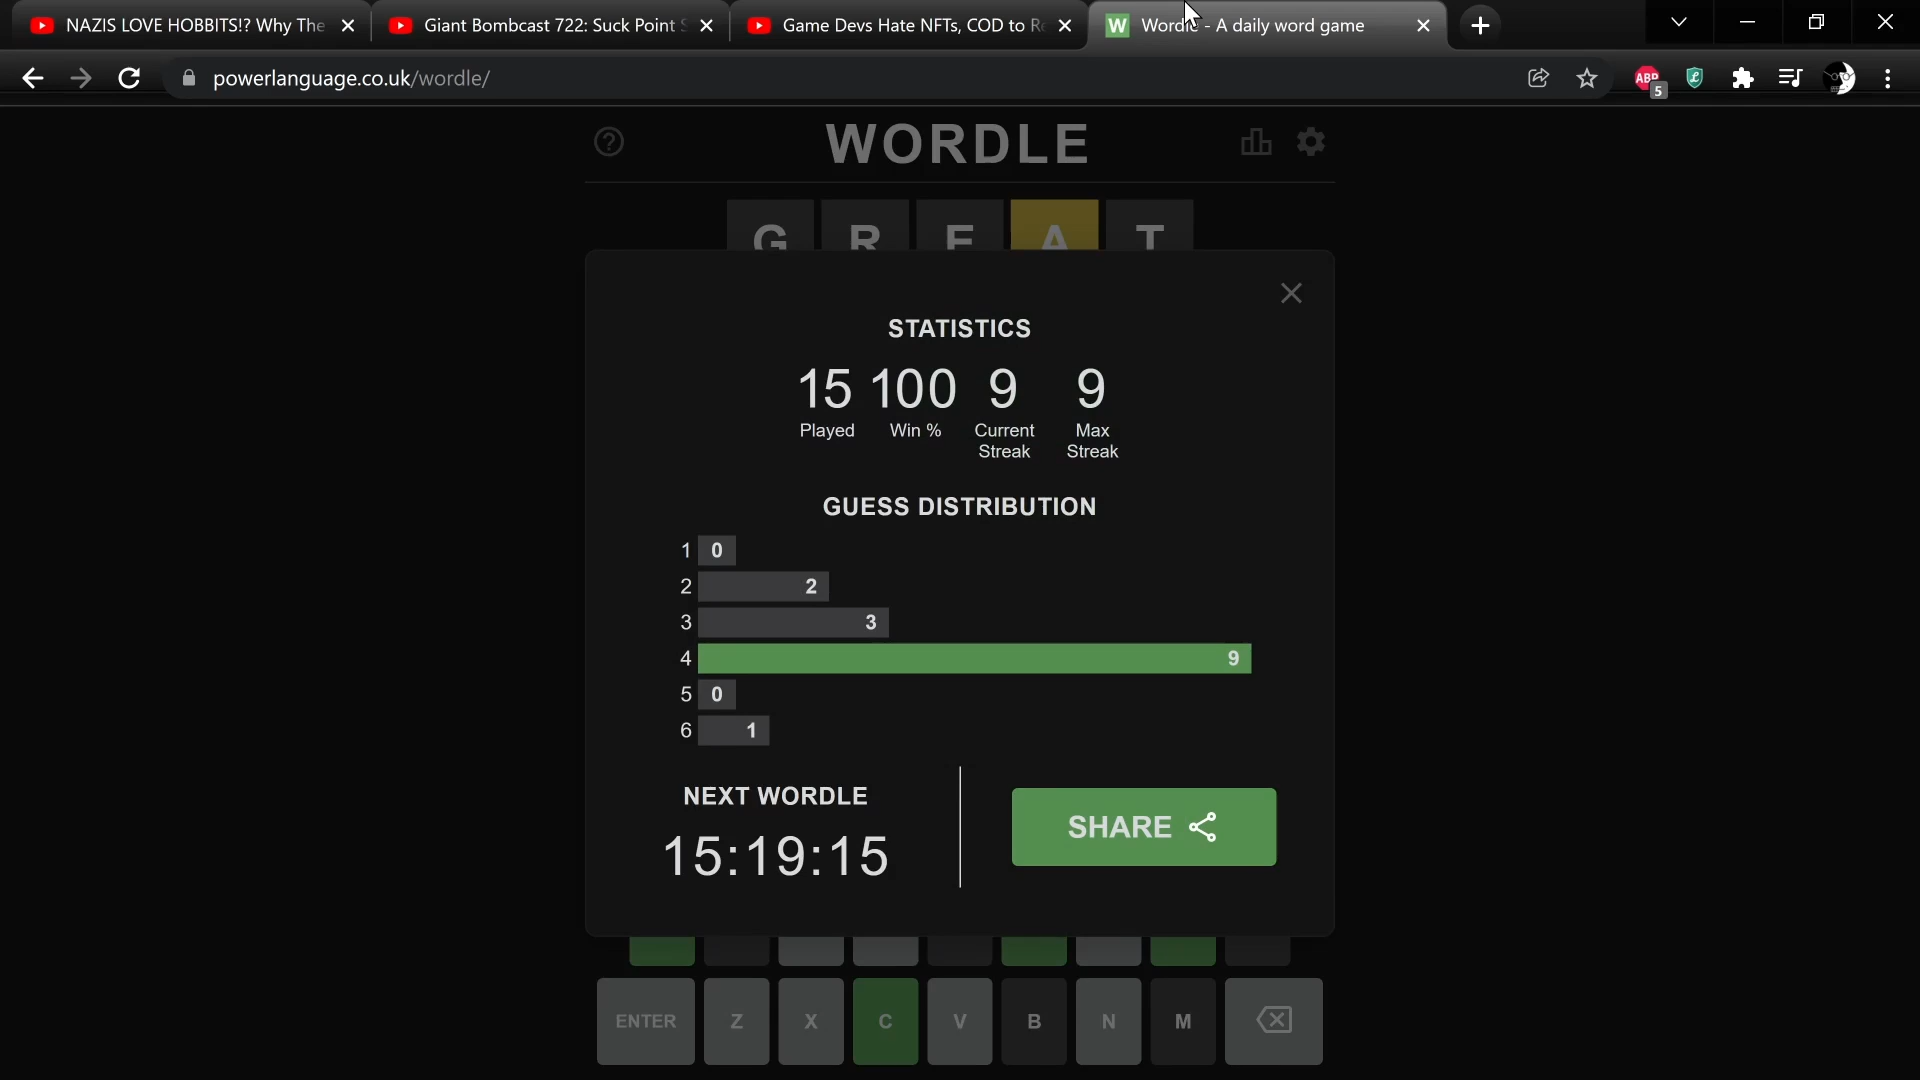 NAZIS LOVE HOBBITS!? Why The
Giant Bombcast 722: Suck Point S
Game Devs Hate NFTs, COD to Re
W Wordle - A daily word game
powerlanguage.co.uk/wordle/
ABP
5
WORDLE
G R E A T
STATISTICS
15 100 9 9
Played Win % Current Streak Max Streak
GUESS DISTRIBUTION
1 0
2 2
3 3
4 9
5 0
6 1
NEXT WORDLE
15:19:15
SHARE
ENTER Z X C V B N M